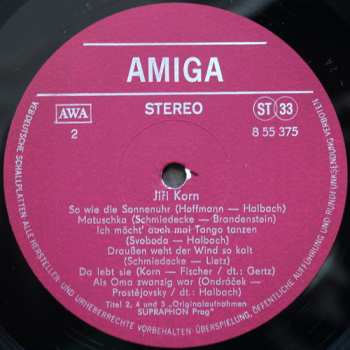 AMIGA
AWA
STEREO
ST 33
2
8 55 375
Jiří Korn
So wie die Sonnenuhr (Hoffmann — Halbach)
Matuschka (Schmiedecke — Brandenstein)
Ich möcht' auch mal Tango tanzen
(Svoboda — Halbach)
Draußen weht der Wind so kalt
(Schmiedecke — Lietz)
Da lebt sie (Korn — Fischer / dt.: Gertz)
Als Oma zwanzig war (Ondráček —
Prostějovsky / dt.: Halbach)
Titel 2, 4 und 5 „Originalaufnahmen
SUPRAPHON Prag"
VEB DEUTSCHE SCHALLPLATTEN ALLE HERSTELLER- UND URHEBERRECHTE VORBEHALTEN ÜBERSPIELUNG, ÖFFENTLICHE AUFFÜHRUNG UND RUNDFUNKSENDUNG VERBOTEN